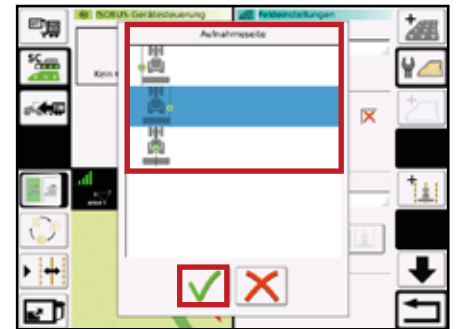 ISOBUS Gerätesteuerung
Feldeinstellungen
Aufnahmeseite
SC
Kein